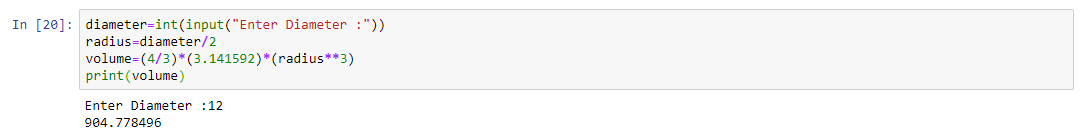 In [20]: diameter=int(input("Enter Diameter :"))
radius=diameter/2
volume=(4/3)*(3.141592)*(radius**3)
print(volume)
Enter Diameter :12
904.778496